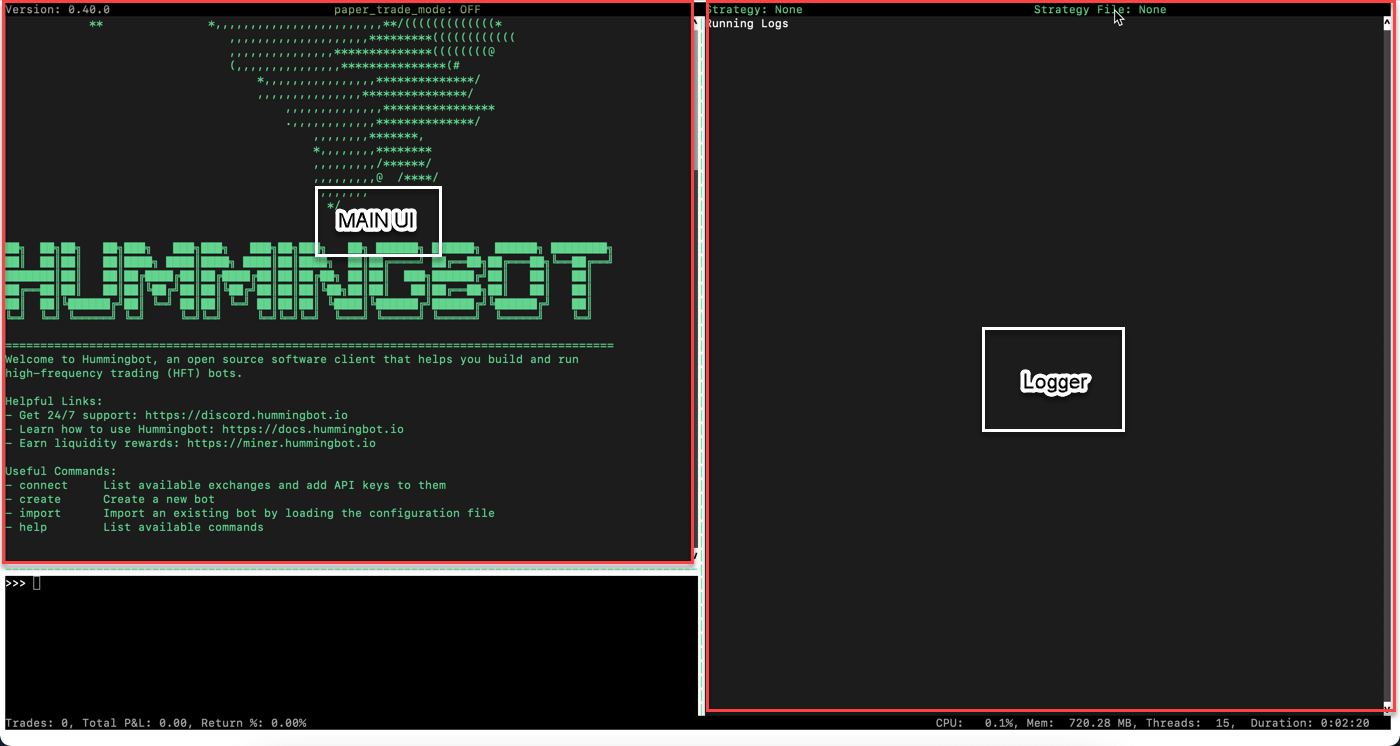 Version: 0.40.0
paper_trade_mode: OFF
Strategy: None
Strategy File: None
Running Logs
MAIN UI
HUMMINGBOT
Welcome to Hummingbot, an open source software client that helps you build and run
high-frequency trading (HFT) bots.
Helpful Links:
- Get 24/7 support: https://discord.hummingbot.io
- Learn how to use Hummingbot: https://docs.hummingbot.io
- Earn liquidity rewards: https://miner.hummingbot.io
Useful Commands:
- connect List available exchanges and add API keys to them
- create Create a new bot
- import Import an existing bot by loading the configuration file
- help List available commands
Logger
>>>
Trades: 0, Total P&L: 0.00, Return %: 0.00%
CPU: 0.1%, Mem: 720.28 MB, Threads: 15, Duration: 0:02:20